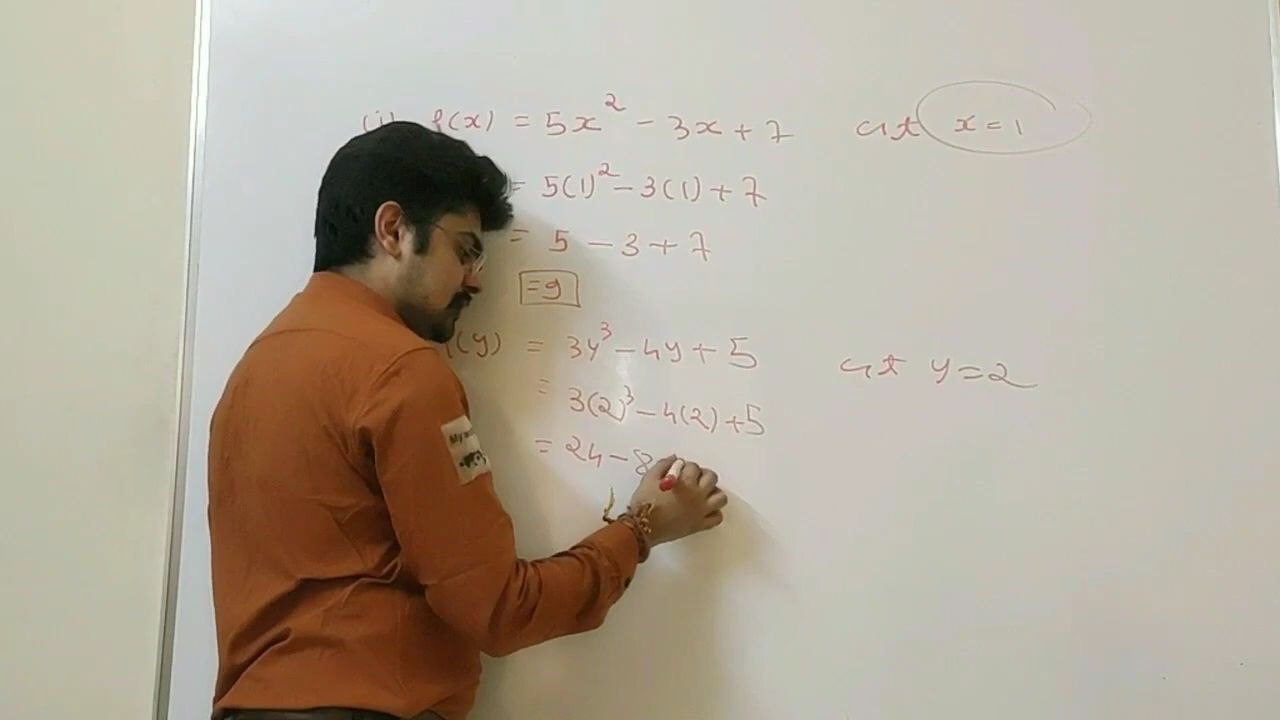 f(x) = 5x² - 3x + 7 at x = 1
= 5(1)² - 3(1) + 7
= 5 - 3 + 7
= 9
(y) = 3y³ - 4y + 5 at y = 2
= 3(2)³ - 4(2) + 5
= 24 - 8